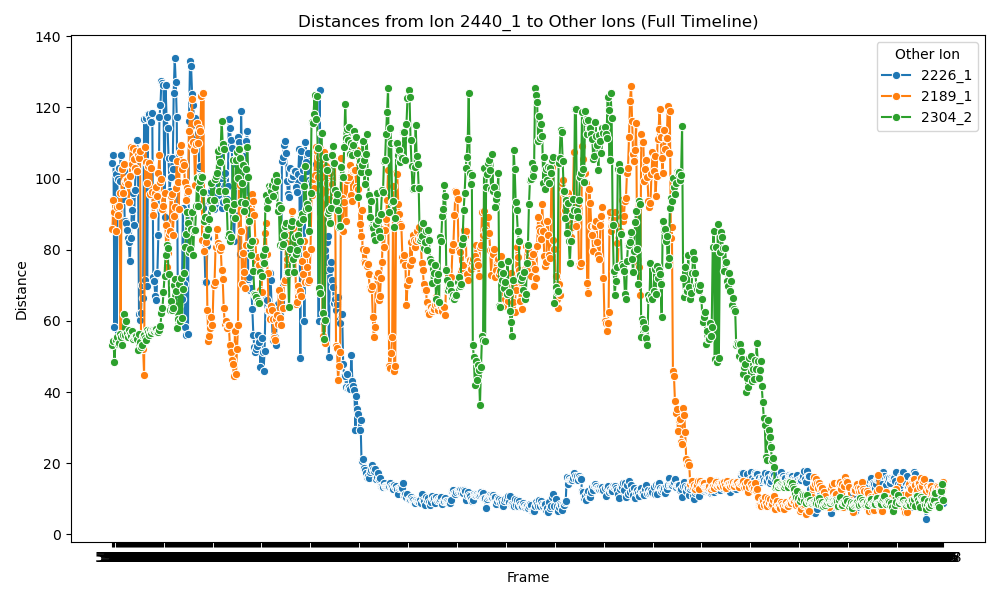 Distances from Ion 2440_1 to Other Ions (Full Timeline)
Distance
140
120
100
80
60
40
20
0
Other Ion
2226_1
2189_1
2304_2
Frame